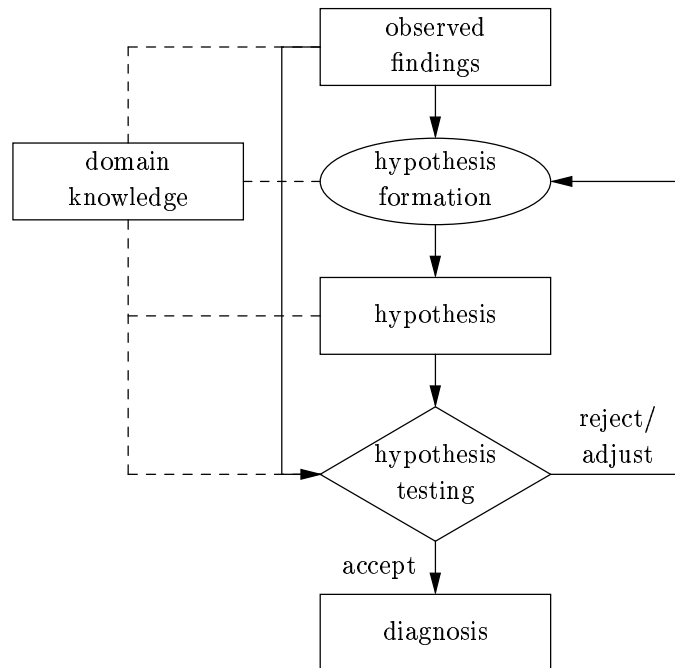 observed
findings
domain
knowledge
hypothesis
formation
hypothesis
reject/
adjust
hypothesis
testing
accept
diagnosis